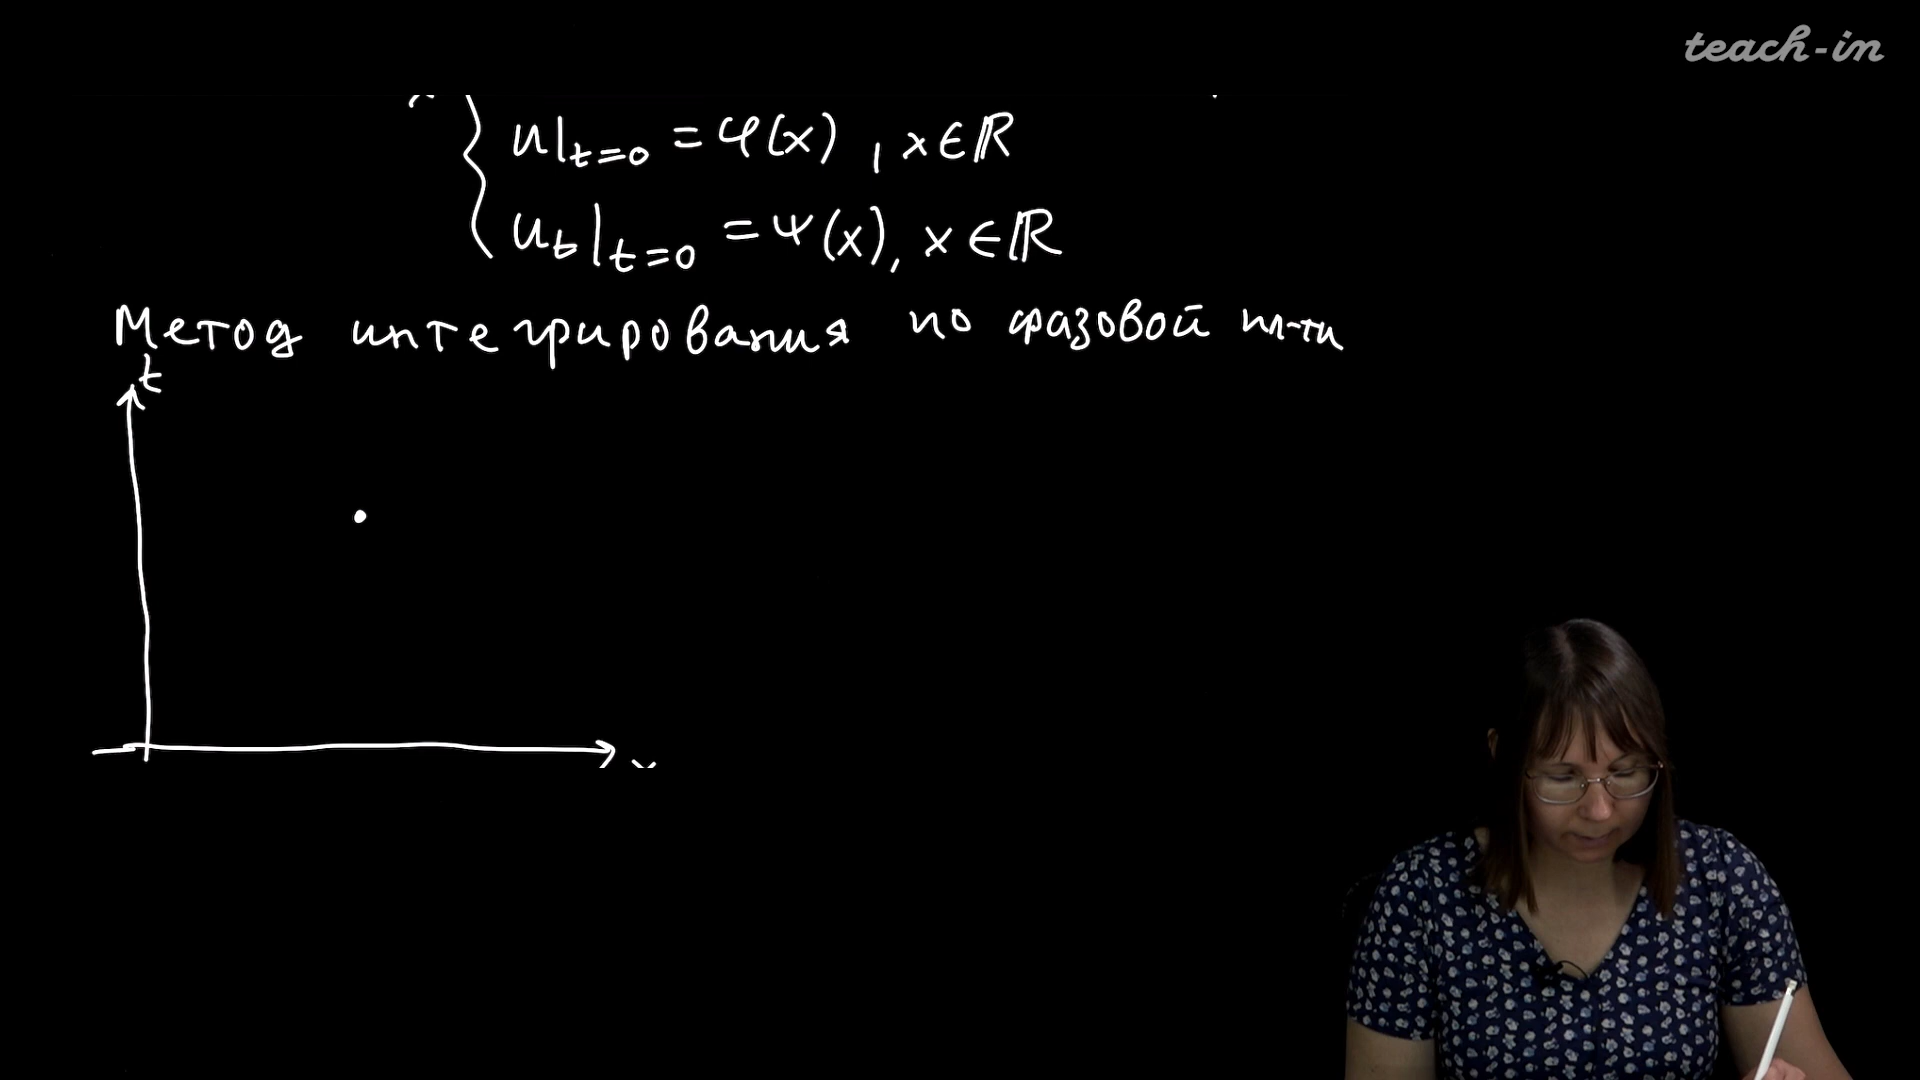 teach-in
u|t=0 = φ(x), x∈ℝ
ut|t=0 = ψ(x), x∈ℝ
Метод интегрирования по фазовой пл-ти
t
x